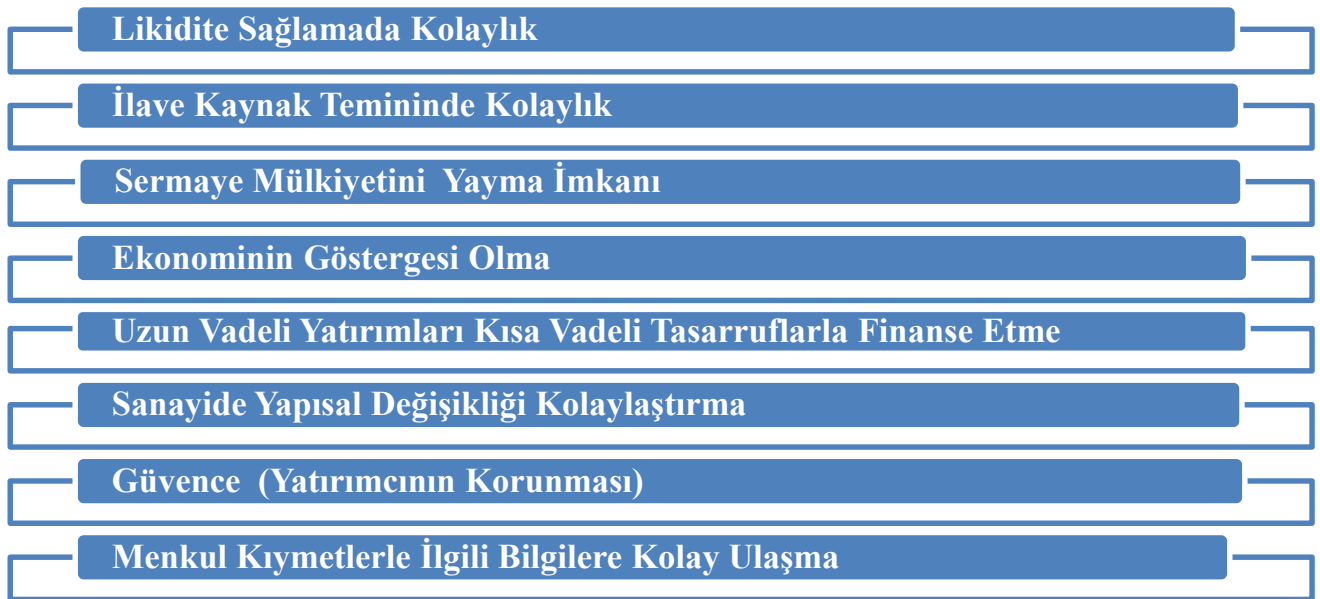 Likidite Sağlamada Kolaylık
İlave Kaynak Temininde Kolaylık
Sermaye Mülkiyetini Yayma İmkanı
Ekonominin Göstergesi Olma
Uzun Vadeli Yatırımları Kısa Vadeli Tasarruflarla Finanse Etme
Sanayide Yapısal Değişikliği Kolaylaştırma
Güvence (Yatırımcının Korunması)
Menkul Kıymetlerle İlgili Bilgilere Kolay Ulaşma